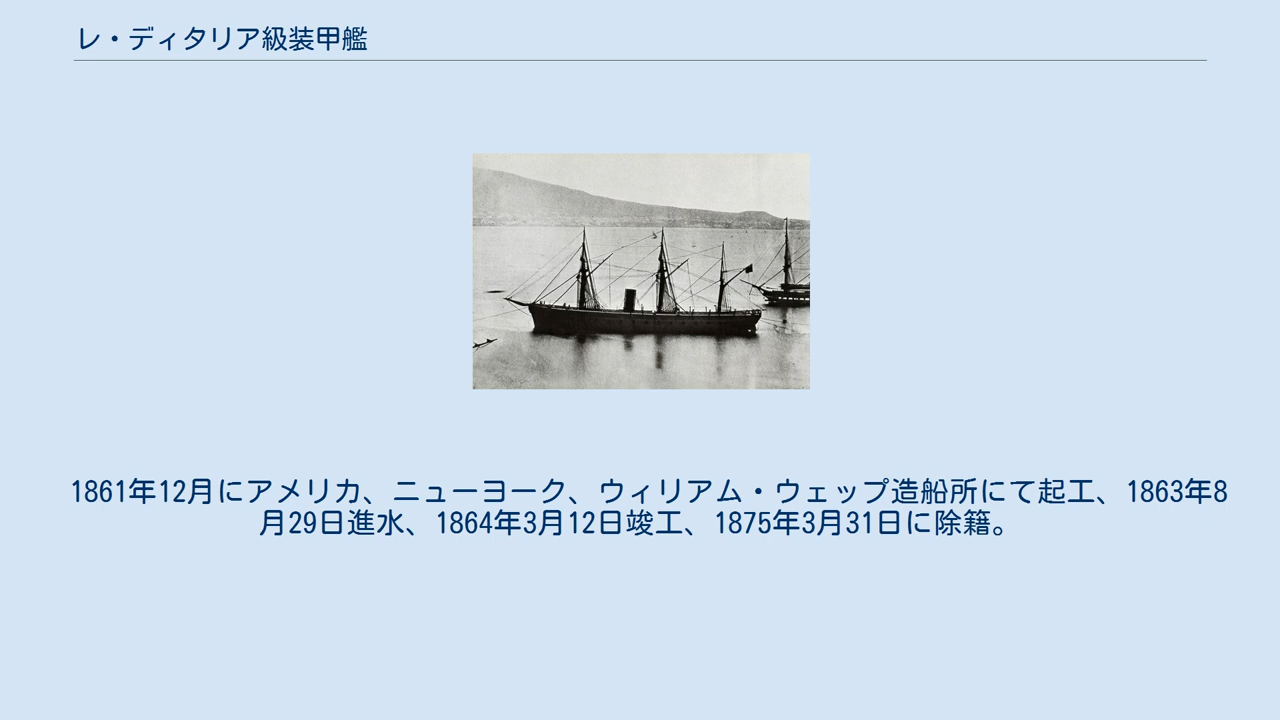 レ・ディタリア級装甲艦
1861年12月にアメリカ、ニューヨーク、ウィリアム・ウェップ造船所にて起工、1863年8
月29日進水、1864年3月12日竣工、1875年3月31日に除籍。